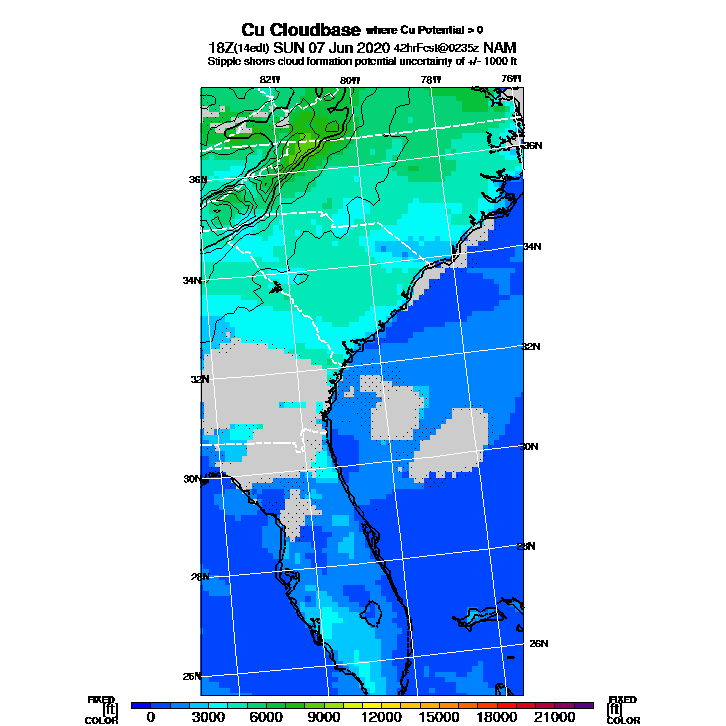 Cu Cloudbase where Cu Potential > 0
18Z(14edt) SUN 07 Jun 2020 42hrFcst@0235z NAM
Stipple shows cloud formation potential uncertainty of +/- 1000 ft
82W 80W 78W 76W
36N
36N
34N
34N
32N
32N
30N
30N
28N
28N
26N
26N
FIXED FIXED
[ft] 0 3000 6000 9000 12000 15000 18000 21000 [ft]
COLOR COLOR